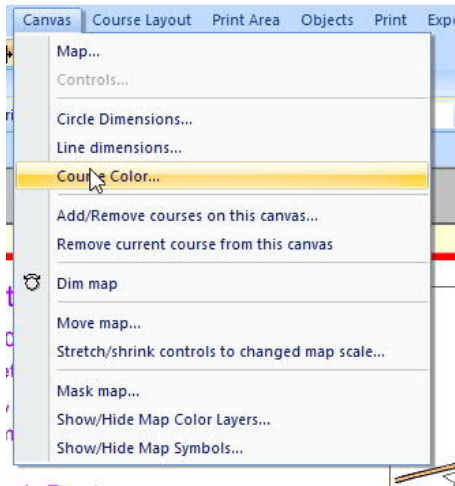 Canvas Course Layout Print Area Objects Print Expo
Map...
Controls...
Circle Dimensions...
Line dimensions...
Course Color...
Add/Remove courses on this canvas...
Remove current course from this canvas
Dim map
Move map...
Stretch/shrink controls to changed map scale...
Mask map...
Show/Hide Map Color Layers...
Show/Hide Map Symbols...